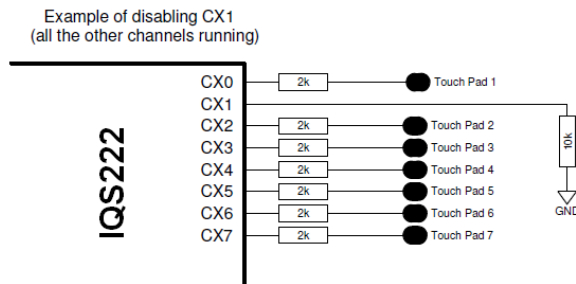 Example of disabling CX1
(all the other channels running)
CX0 2k Touch Pad 1
CX1
CX2 2k Touch Pad 2
CX3 2k Touch Pad 3
CX4 2k Touch Pad 4
CX5 2k Touch Pad 5
CX6 2k Touch Pad 6
CX7 2k Touch Pad 7
IQS222
10k
GND